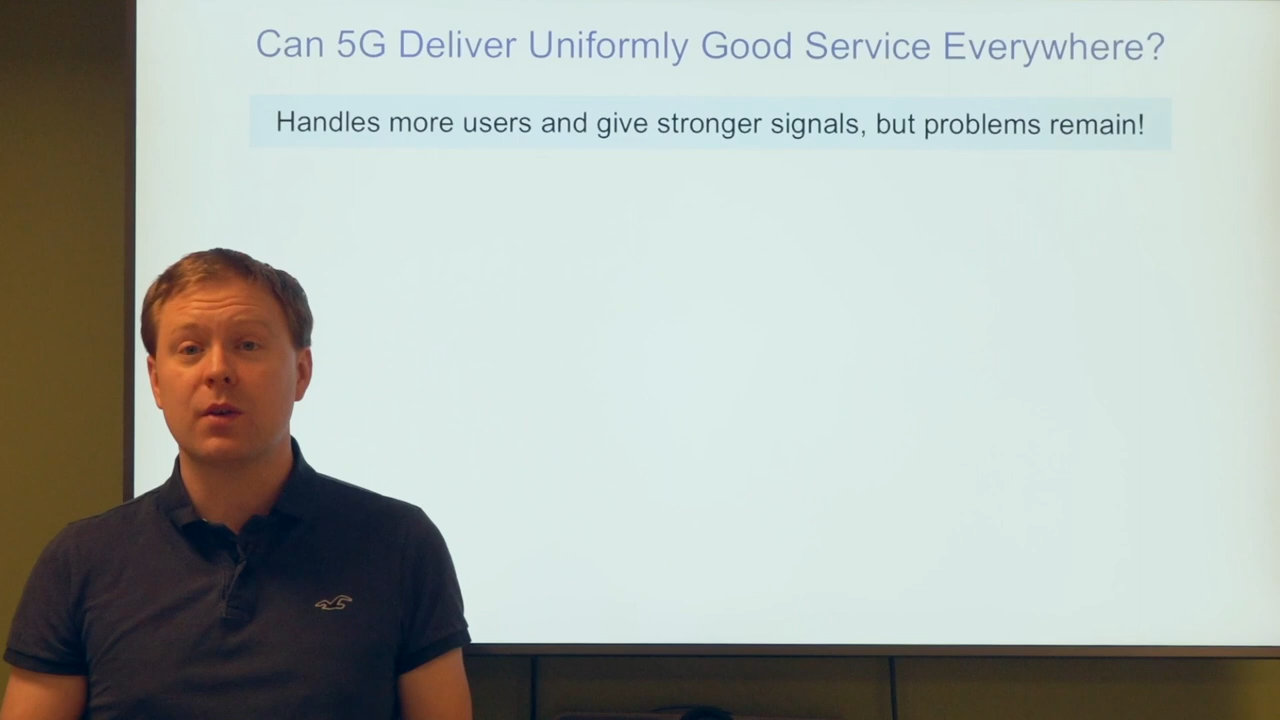 Can 5G Deliver Uniformly Good Service Everywhere?
Handles more users and give stronger signals, but problems remain!